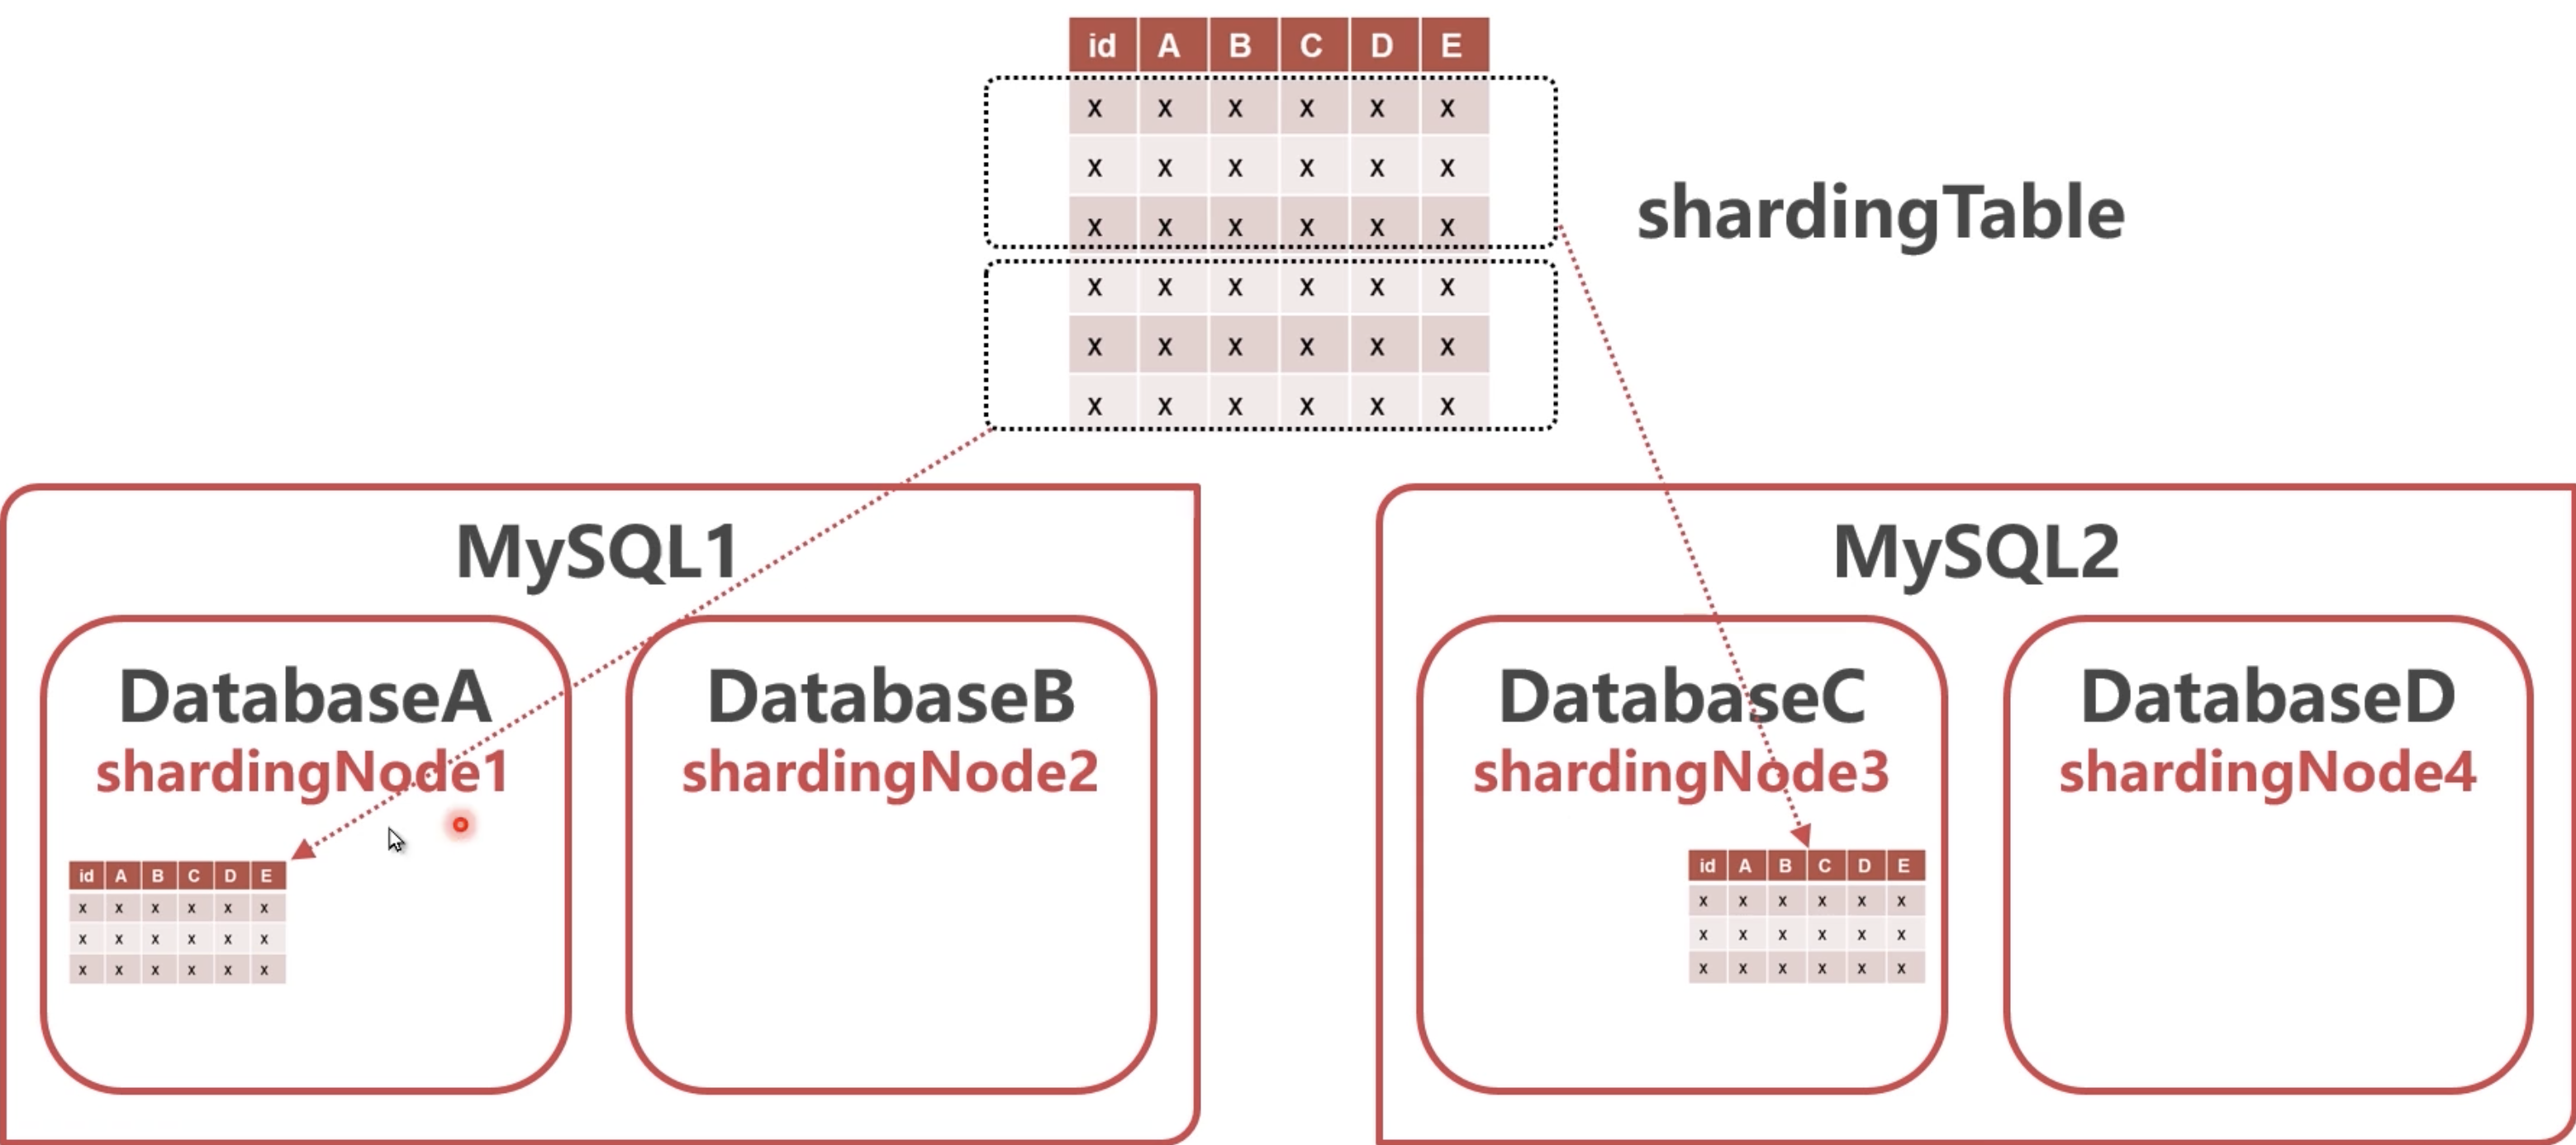 id A B C D E
X X X X X X
X X X X X X
X X X X X X
X X X X X X
X X X X X X
X X X X X X
shardingTable
MySQL1
DatabaseA
shardingNode1
id A B C D E
X X X X X X
X X X X X X
X X X X X X
DatabaseB
shardingNode2
MySQL2
DatabaseC
shardingNode3
id A B C D E
X X X X X X
X X X X X X
X X X X X X
DatabaseD
shardingNode4